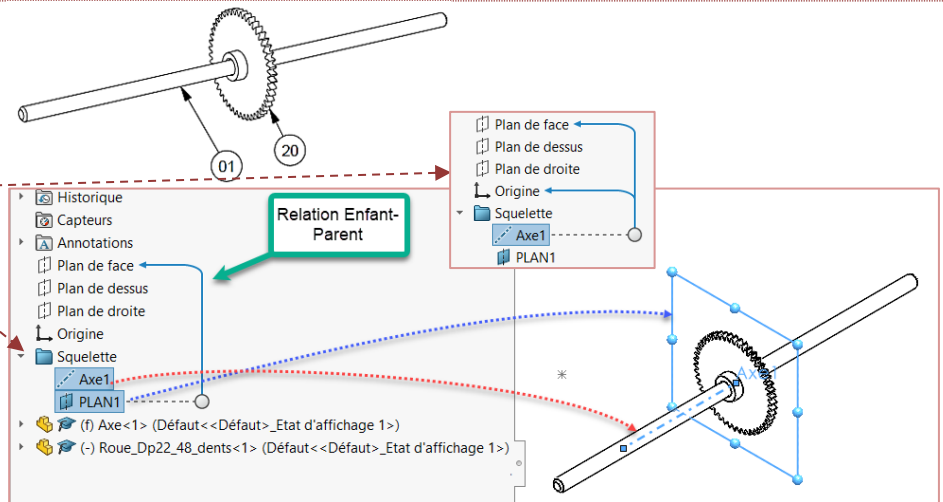 01
20
Plan de face
Plan de dessus
Plan de droite
Origine
Squelette
Axe1
PLAN1
Historique
Capteurs
Annotations
Plan de face
Plan de dessus
Plan de droite
Origine
Squelette
Axe1
PLAN1
(f) Axe<1> (Défaut<<Défaut>_Etat d'affichage 1>)
(-) Roue_Dp22_48_dents<1> (Défaut<<Défaut>_Etat d'affichage 1>)
Relation Enfant-
Parent
Axe1